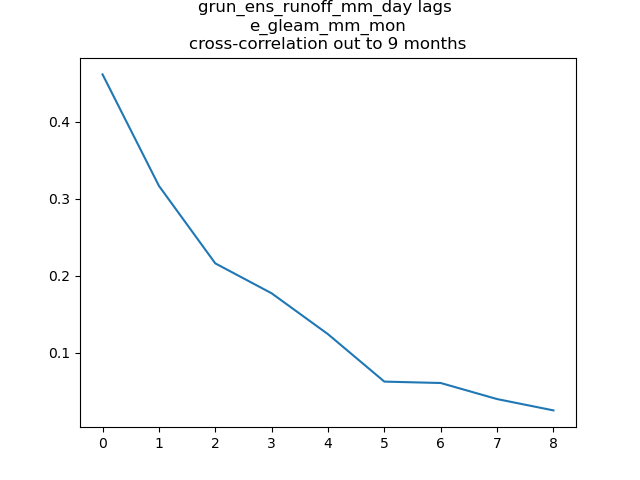 grun_ens_runoff_mm_day lags
e_gleam_mm_mon
cross-correlation out to 9 months
0.4
0.3
0.2
0.1
0 1 2 3 4 5 6 7 8